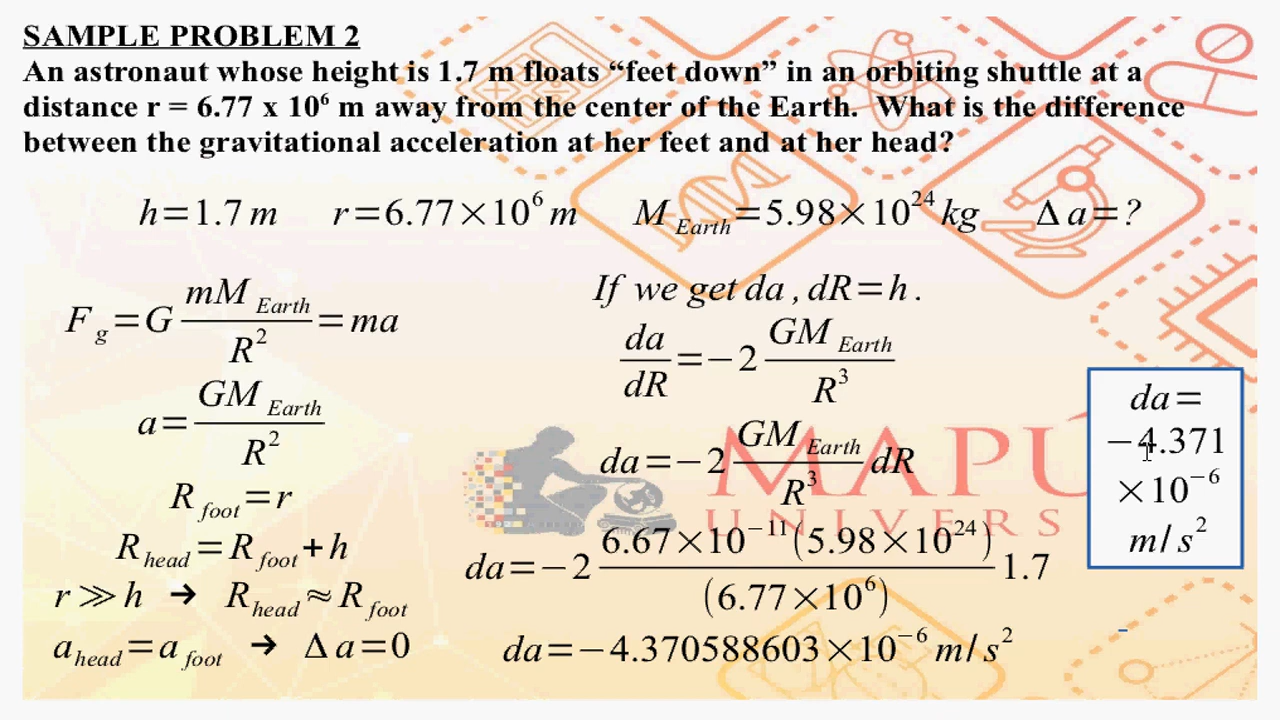 SAMPLE PROBLEM 2
An astronaut whose height is 1.7 m floats “feet down” in an orbiting shuttle at a
distance r = 6.77 x 10⁶ m away from the center of the Earth.  What is the difference
between the gravitational acceleration at her feet and at her head?
h=1.7 m   r=6.77×10⁶ m   M_Earth=5.98×10²⁴ kg   Δa=?
F_g=G mM_Earth/R²=ma
a=GM_Earth/R²
R_foot=r
R_head=R_foot+h
r≫h → R_head≈R_foot
a_head=a_foot → Δa=0
If we get da, dR=h.
da/dR=−2 GM_Earth/R³
da=−2 GM_Earth/R³ dR
da=−2 6.67×10⁻¹¹(5.98×10²⁴)/(6.77×10⁶) 1.7
da=−4.370588603×10⁻⁶ m/s²
da=
−4.371
×10⁻⁶
m/s²
MAPÚ
UNIVERS